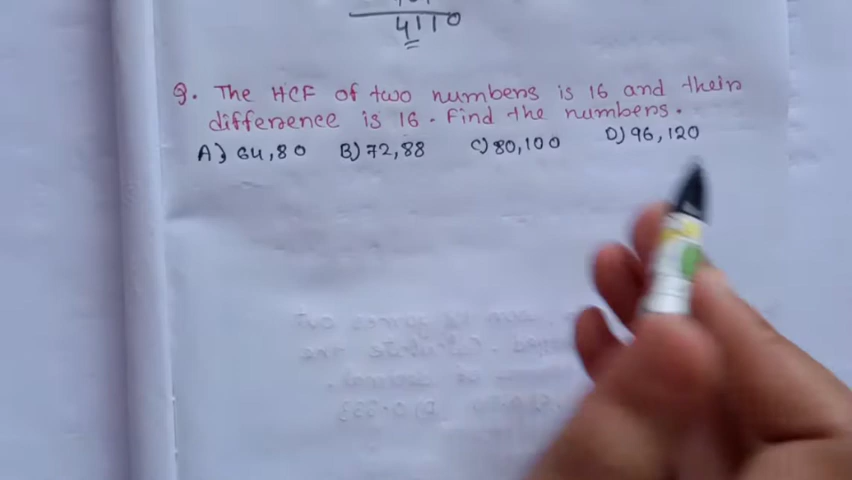 4110
Q. The HCF of two numbers is 16 and their
difference is 16. Find the numbers.
A) 64,80 B) 72,88 C) 80,100 D) 96,120